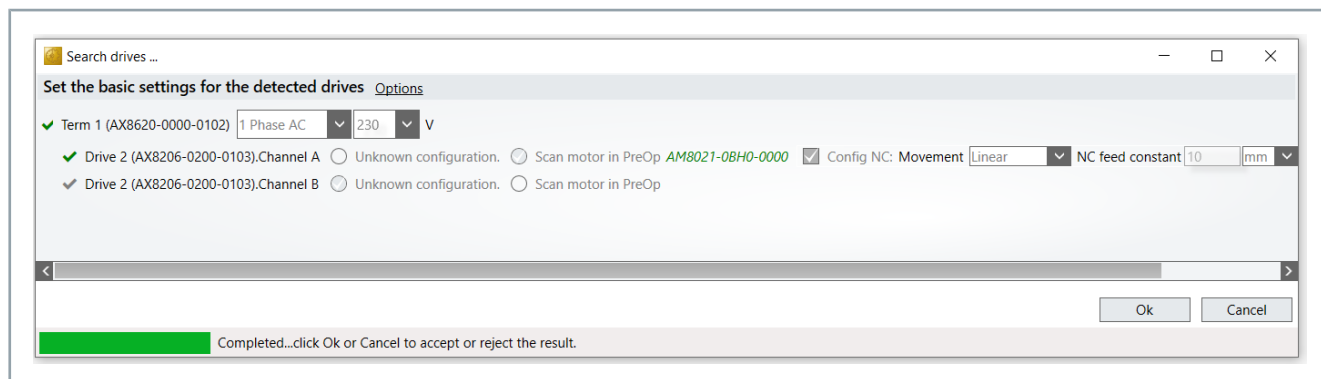 Search drives ...
Set the basic settings for the detected drives Options
Term 1 (AX8620-0000-0102) 1 Phase AC 230 V
Drive 2 (AX8206-0200-0103).Channel A Unknown configuration. Scan motor in PreOp AM8021-0BH0-0000 Config NC: Movement Linear NC feed constant 10 mm
Drive 2 (AX8206-0200-0103).Channel B Unknown configuration. Scan motor in PreOp
Ok Cancel
Completed...click Ok or Cancel to accept or reject the result.